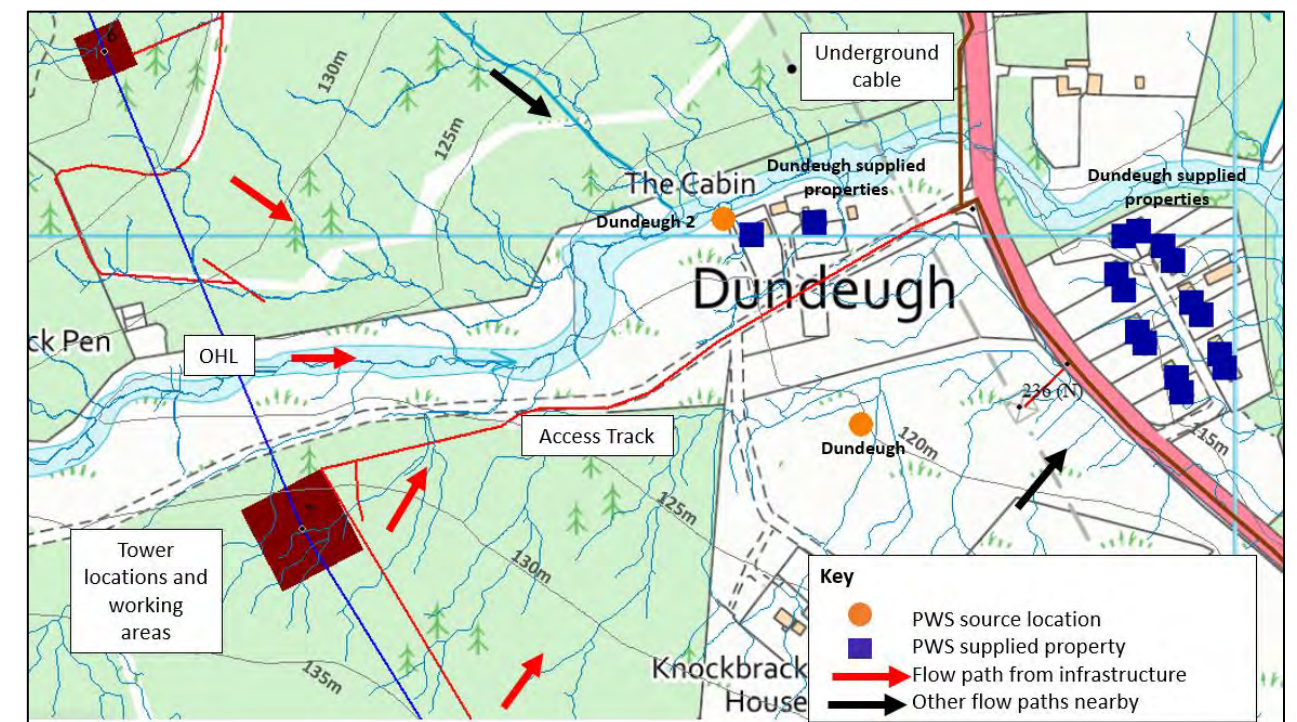 6
130m
Underground
cable
125m
The Cabin
Dundeugh supplied
properties
Dundeugh supplied
properties
Dundeugh 2
Dundeugh
ck Pen
OHL
236 (N)
Access Track
Dundeugh
120m
115m
125m
Tower
locations and
working
areas
130m
135m
Knockbrack
House
Key
PWS source location
PWS supplied property
Flow path from infrastructure
Other flow paths nearby